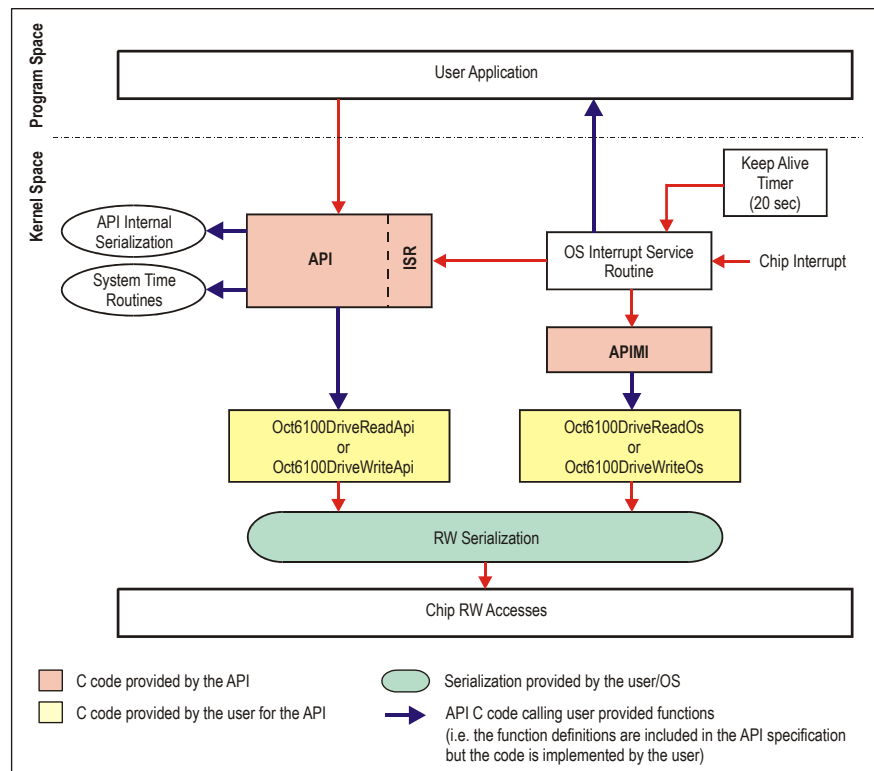 Program Space
User Application
Kernel Space
Keep Alive
Timer
(20 sec)
API Internal
Serialization
System Time
Routines
API
ISR
OS Interrupt Service
Routine
Chip Interrupt
APIMI
Oct6100DriveReadApi
or
Oct6100DriveWriteApi
Oct6100DriveReadOs
or
Oct6100DriveWriteOs
RW Serialization
Chip RW Accesses
C code provided by the API
C code provided by the user for the API
Serialization provided by the user/OS
API C code calling user provided functions
(i.e. the function definitions are included in the API specification
but the code is implemented by the user)